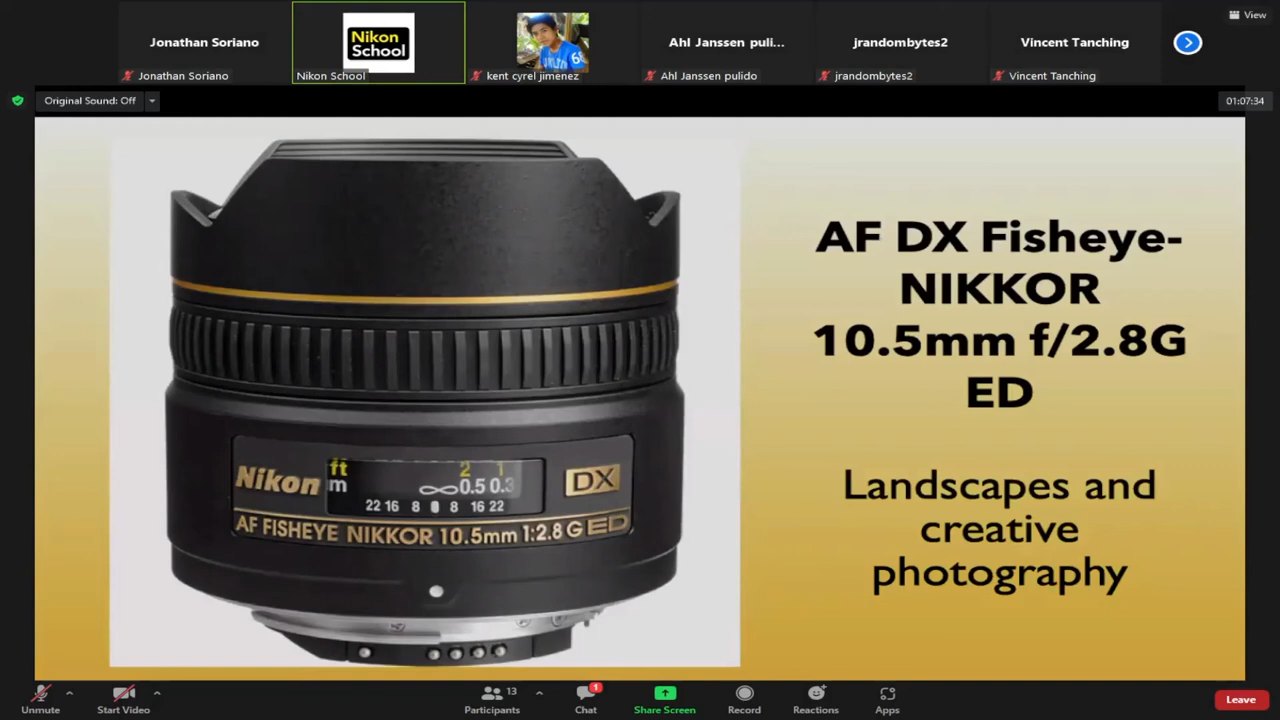 View
Jonathan Soriano
Nikon
School
Ahl Janssen puli...
jrandombytes2
Vincent Tanching
Jonathan Soriano
Nikon School
kent cyrel jimenez
Ahl Janssen pulido
jrandombytes2
Vincent Tanching
Original Sound: Off
01:07:34
AF DX Fisheye-
NIKKOR
10.5mm f/2.8G
ED
Landscapes and
creative
photography
ft 2 1
Nikon m ∞0.5 0.3 DX
22 16 8 8 16 22
AF FISHEYE NIKKOR 10.5mm 1:2.8 G ED
Unmute
Start Video
13
Participants
1
Chat
Share Screen
Record
Reactions
Apps
Leave